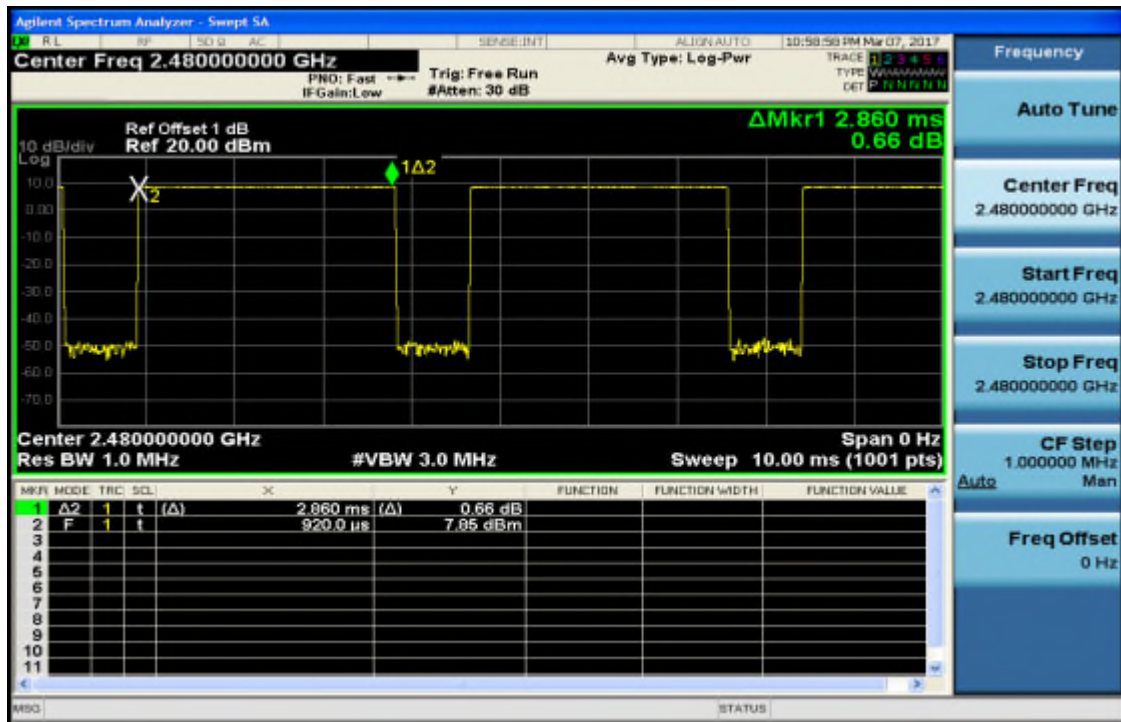 Agilent Spectrum Analyzer - Swept SA
RL RF 50 Ω AC SENSE:INT ALIGN AUTO 10:58:58 PM Mar 07, 2017
Center Freq 2.480000000 GHz
PNO: Fast
IFGain:Low
Trig: Free Run
#Atten: 30 dB
Avg Type: Log-Pwr
TRACE 1 2 3 4 5 6
TYPE
DET P N N N N N
Frequency
Auto Tune
Center Freq
2.480000000 GHz
Start Freq
2.480000000 GHz
Stop Freq
2.480000000 GHz
CF Step
1.000000 MHz
Auto Man
Freq Offset
0 Hz
ΔMkr1 2.860 ms
0.66 dB
Ref Offset 1 dB
10 dB/div Ref 20.00 dBm
Log
10.0
0.00
-10.0
-20.0
-30.0
-40.0
-50.0
-60.0
-70.0
1Δ2
2
Center 2.480000000 GHz Span 0 Hz
Res BW 1.0 MHz #VBW 3.0 MHz Sweep 10.00 ms (1001 pts)
MKR MODE TRC SCL X Y FUNCTION FUNCTION WIDTH FUNCTION VALUE
1 Δ2 1 t (Δ) 2.860 ms (Δ) 0.66 dB
2 F 1 t 920.0 µs 7.85 dBm
3
4
5
6
7
8
9
10
11
MSG STATUS